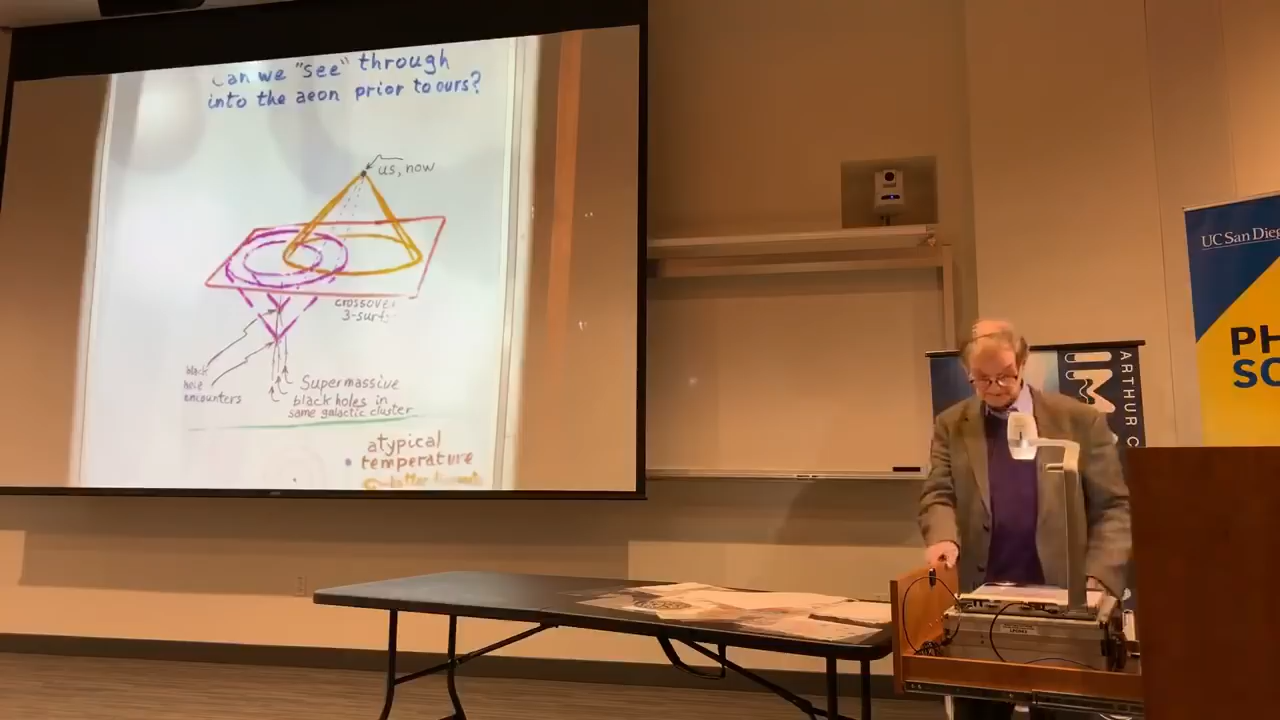 Can we "see" through
into the aeon prior to ours?
us, now
crossover
3-surf
black
hole
encounters
Supermassive
black holes in
same galactic cluster
atypical
• temperature
UC San Dieg
PH
SC
IM
ARTHUR C